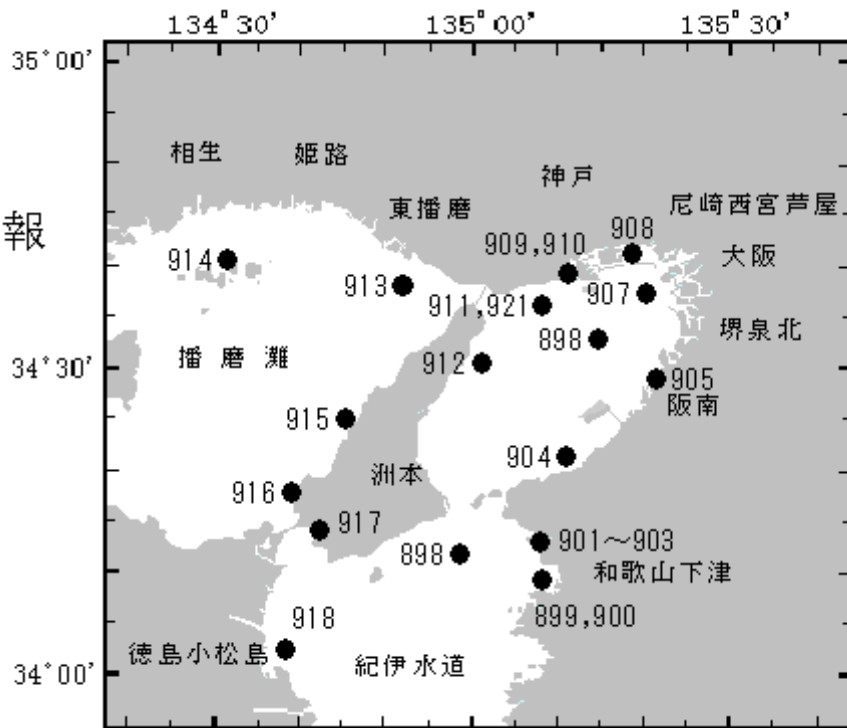 134°30'
135°00'
135°30'
35°00'
相生
姫路
神戸
東播磨
尼崎西宮芦屋
報
908
909,910
大阪
914
913
907
911,921
898
堺泉北
播磨灘
34°30'
912
905
阪南
915
904
洲本
916
917
901～903
898
和歌山下津
899,900
918
徳島小松島
紀伊水道
34°00'